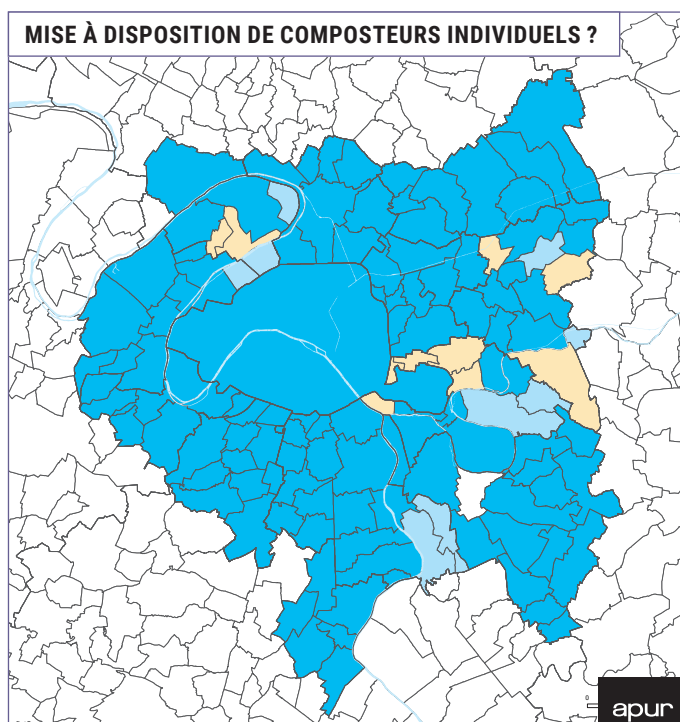 MISE À DISPOSITION DE COMPOSTEURS INDIVIDUELS ?
apur